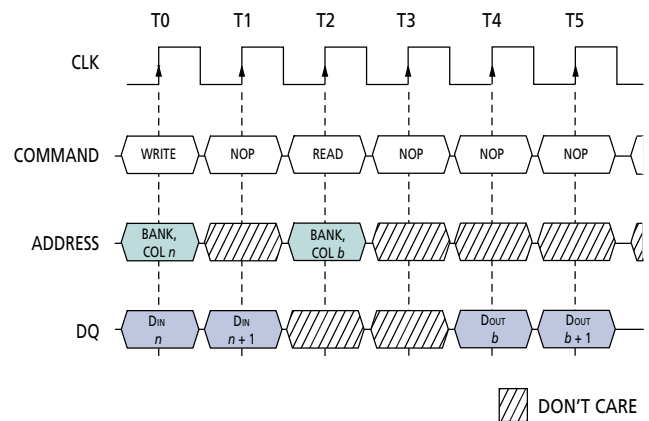 T0 T1 T2 T3 T4 T5
CLK
COMMAND WRITE NOP READ NOP NOP NOP
ADDRESS BANK, COL n BANK, COL b
DQ DIN n DIN n + 1 DOUT b DOUT b + 1
DON'T CARE